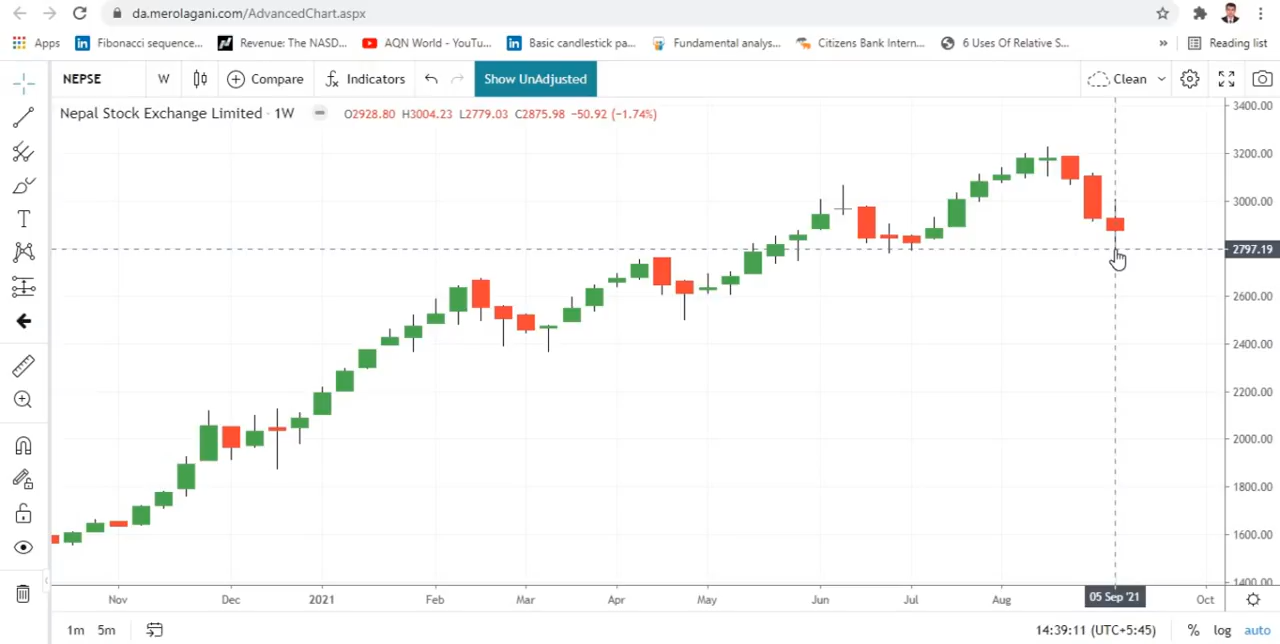 da.merolagani.com/AdvancedChart.aspx
Apps Fibonacci sequence... Revenue: The NASD... AQN World - YouTu... Basic candlestick pa... Fundamental analys... Citizens Bank Intern... 6 Uses Of Relative S... » Reading list
NEPSE W Compare Indicators Show UnAdjusted Clean
Nepal Stock Exchange Limited · 1W O2928.80 H3004.23 L2779.03 C2875.98 −50.92 (−1.74%)
3400.00
3200.00
3000.00
2797.19
2600.00
2400.00
2200.00
2000.00
1800.00
1600.00
1400.00
Nov Dec 2021 Feb Mar Apr May Jun Jul Aug 05 Sep '21 Oct
1m 5m 14:39:11 (UTC+5:45) % log auto